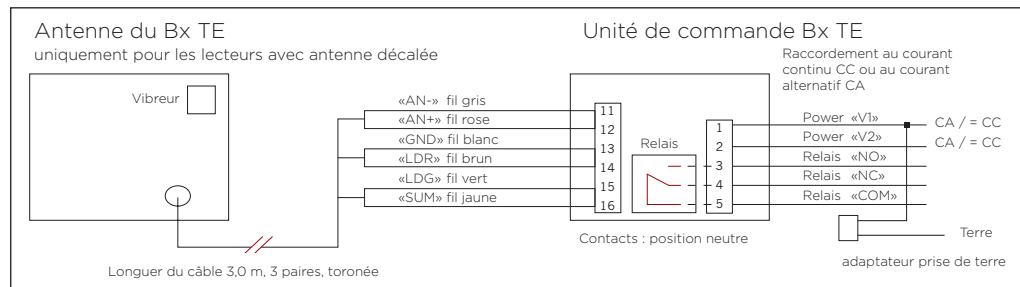 Antenne du Bx TE
uniquement pour les lecteurs avec antenne décalée
Vibreur
Longuer du câble 3,0 m, 3 paires, toronée
«AN-» fil gris
«AN+» fil rose
«GND» fil blanc
«LDR» fil brun
«LDG» fil vert
«SUM» fil jaune
Unité de commande Bx TE
11
12
13
14
15
16
Relais
1
2
3
4
5
Contacts : position neutre
Raccordement au courant
continu CC ou au courant
alternatif CA
Power «V1»
CA / = CC
Power «V2»
CA / = CC
Relais «NO»
Relais «NC»
Relais «COM»
Terre
adaptateur prise de terre